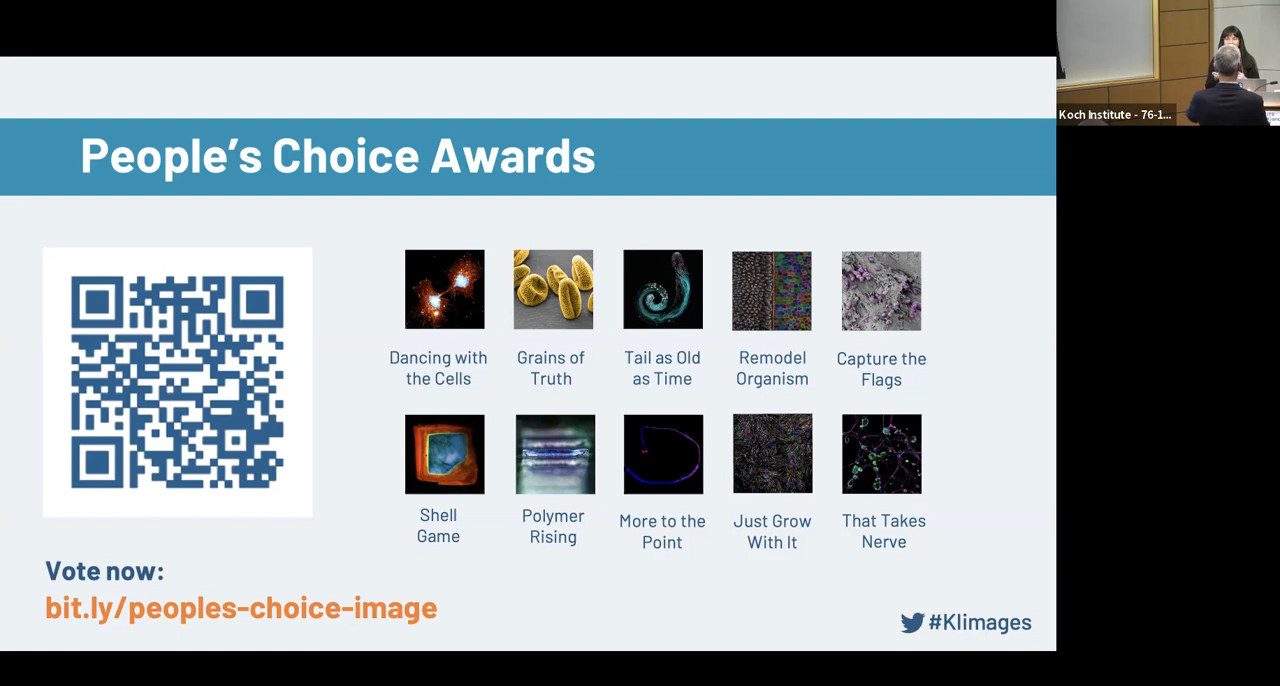 People's Choice Awards
Koch Institute - 76-1...
Dancing with
the Cells
Grains of
Truth
Tail as Old
as Time
Remodel
Organism
Capture the
Flags
Shell
Game
Polymer
Rising
More to the
Point
Just Grow
With It
That Takes
Nerve
Vote now:
bit.ly/peoples-choice-image
#KIimages